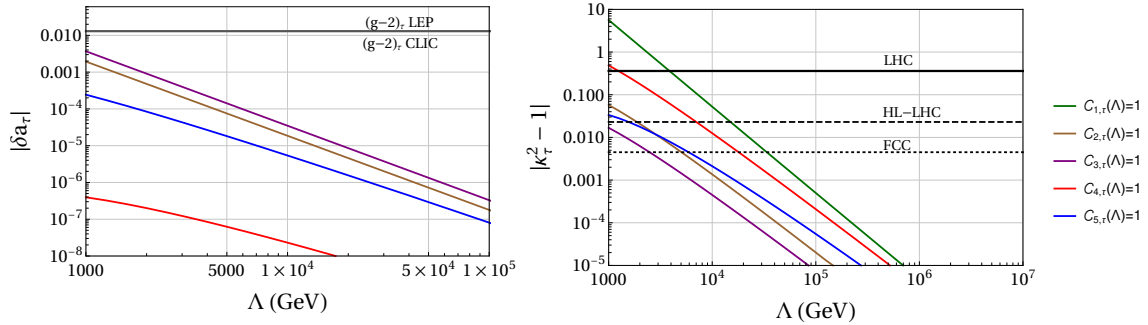 (g−2)τ LEP
(g−2)τ CLIC
0.010
0.001
10⁻⁴
10⁻⁵
10⁻⁶
10⁻⁷
10⁻⁸
|δaτ|
1000
5000
1×10⁴
5×10⁴
1×10⁵
Λ (GeV)
10
1
0.100
0.010
0.001
10⁻⁴
10⁻⁵
|κτ² − 1|
LHC
HL−LHC
FCC
1000
10⁴
10⁵
10⁶
10⁷
Λ (GeV)
C₁,τ(Λ)=1
C₂,τ(Λ)=1
C₃,τ(Λ)=1
C₄,τ(Λ)=1
C₅,τ(Λ)=1